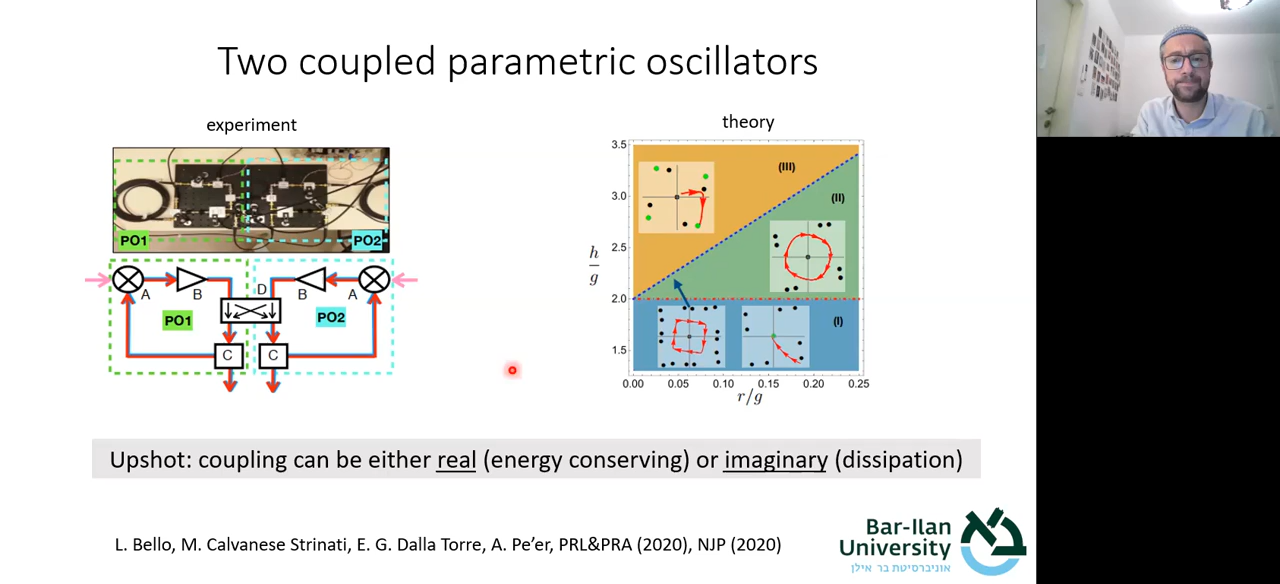 Two coupled parametric oscillators
experiment
theory
PO1
PO2
A
B
D
B
A
PO1
PO2
C
C
h
g
3.5
3.0
2.5
2.0
1.5
(III)
(II)
(I)
0.00 0.05 0.10 0.15 0.20 0.25
r/g
Upshot: coupling can be either real (energy conserving) or imaginary (dissipation)
L. Bello, M. Calvanese Strinati, E. G. Dalla Torre, A. Pe’er, PRL&PRA (2020), NJP (2020)
Bar-Ilan
University
אוניברסיטת בר אילן